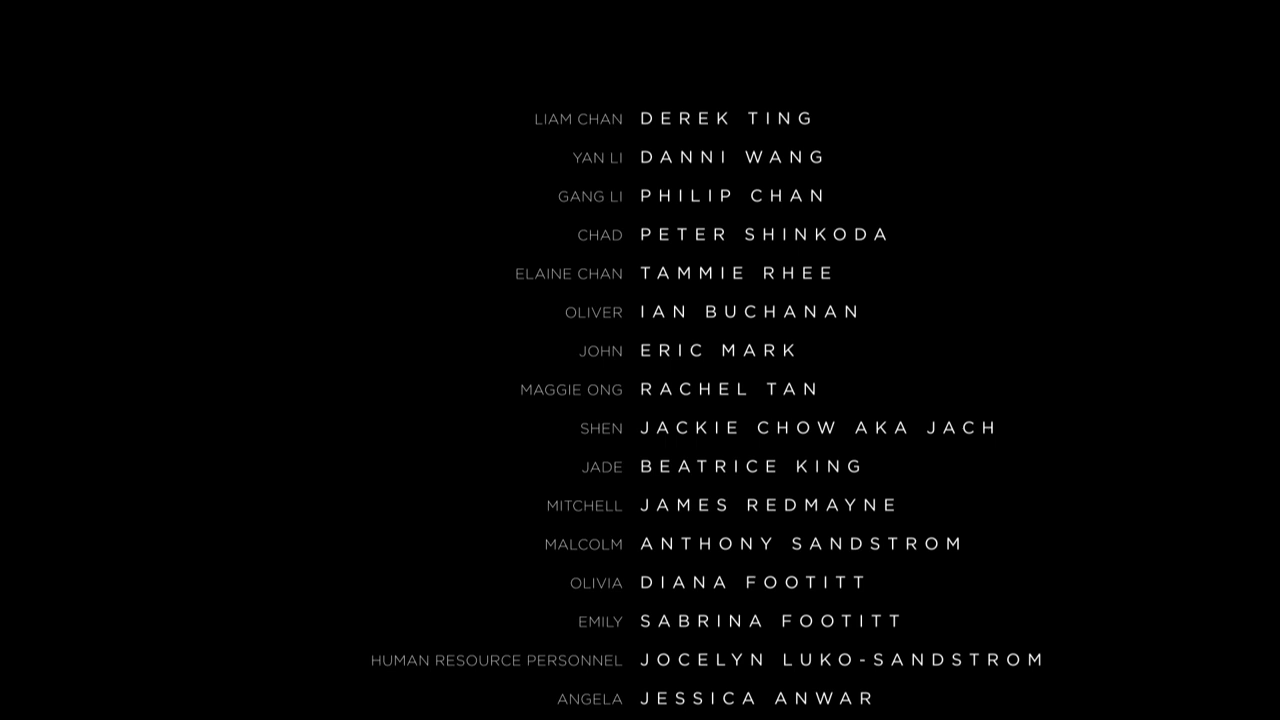 LIAM CHAN DEREK TING
YAN LI DANNI WANG
GANG LI PHILIP CHAN
CHAD PETER SHINKODA
ELAINE CHAN TAMMIE RHEE
OLIVER IAN BUCHANAN
JOHN ERIC MARK
MAGGIE ONG RACHEL TAN
SHEN JACKIE CHOW AKA JACH
JADE BEATRICE KING
MITCHELL JAMES REDMAYNE
MALCOLM ANTHONY SANDSTROM
OLIVIA DIANA FOOTITT
EMILY SABRINA FOOTITT
HUMAN RESOURCE PERSONNEL JOCELYN LUKO-SANDSTROM
ANGELA JESSICA ANWAR